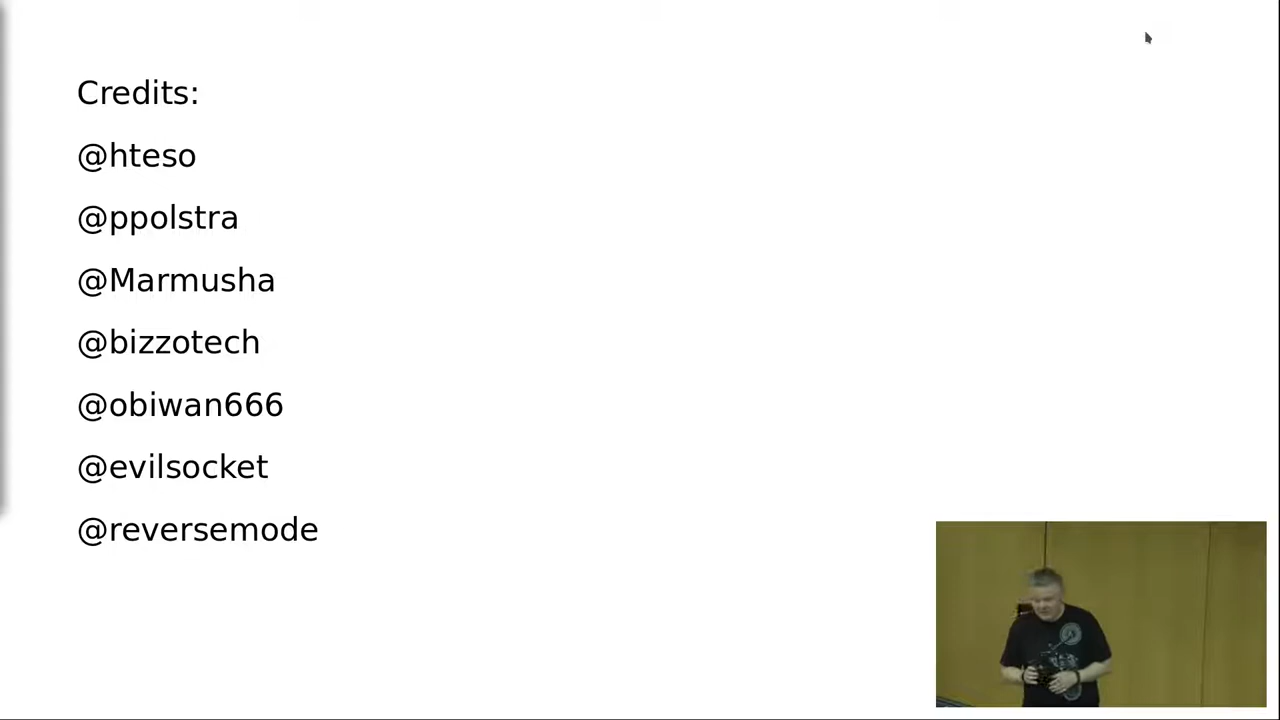 Credits:
@hteso
@ppolstra
@Marmusha
@bizzotech
@obiwan666
@evilsocket
@reversemode